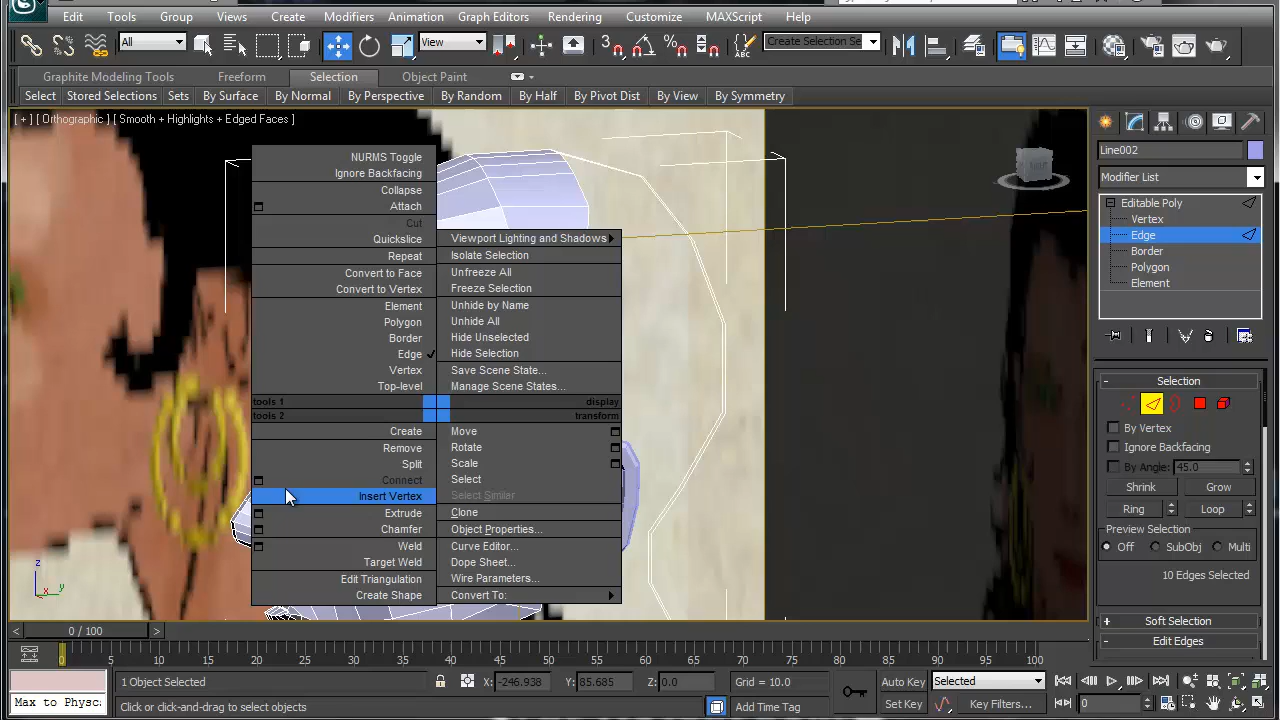 Edit Tools Group Views Create Modifiers Animation Graph Editors Rendering Customize MAXScript Help
All View 3 % ABC Create Selection Se
Graphite Modeling Tools Freeform Selection Object Paint
Select Stored Selections Sets By Surface By Normal By Perspective By Half By Pivot Dist By View By Symmetry
[ + ] [ Orthographic ] [ Smooth + Highlights + Edged Faces ]
NURMS Toggle
Ignore Backfacing
Collapse
Attach
Cut
Quickslice
Repeat
Convert to Face
Convert to Vertex
Element
Polygon
Border
Edge
Vertex
Top-level
tools 1
tools 2
Create
Remove
Split
Connect
Insert Vertex
Extrude
Chamfer
Weld
Target Weld
Edit Triangulation
Create Shape
Viewport Lighting and Shadows
Isolate Selection
Unfreeze All
Freeze Selection
Unhide by Name
Unhide All
Hide Unselected
Hide Selection
Save Scene State...
Manage Scene States...
display
transform
Move
Rotate
Scale
Select
Select Similar
Clone
Object Properties...
Curve Editor...
Dope Sheet...
Wire Parameters...
Convert To:
Line002
Modifier List
Editable Poly
Vertex
Edge
Border
Polygon
Element
- Selection
By Vertex
Ignore Backfacing
By Angle: 45.0
Shrink Grow
Ring Loop
Preview Selection
Off SubObj Multi
10 Edges Selected
+ Soft Selection
- Edit Edges
z
x y
< 0 / 100 >
0 5 10 15 20 25 30 35 40 45 50 55 60 65 70 75 80 85 90 95 100
1 Object Selected X: -246.938 Y: 85.685 Z: 0.0 Grid = 10.0 Auto Key Selected
Max to Physc Click or click-and-drag to select objects Add Time Tag Set Key Key Filters... 0